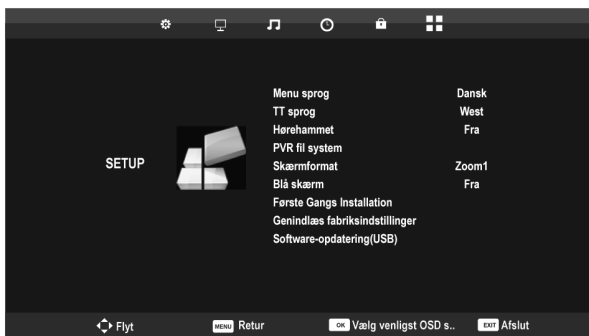 Menu sprog Dansk
TT sprog West
Hørehammet Fra
PVR fil system
SETUP
Skærmformat Zoom1
Blå skærm Fra
Første Gangs Installation
Genindlæs fabriksindstillinger
Software-opdatering(USB)
Flyt MENU Retur OK Vælg venligst OSD s.. EXIT Afslut